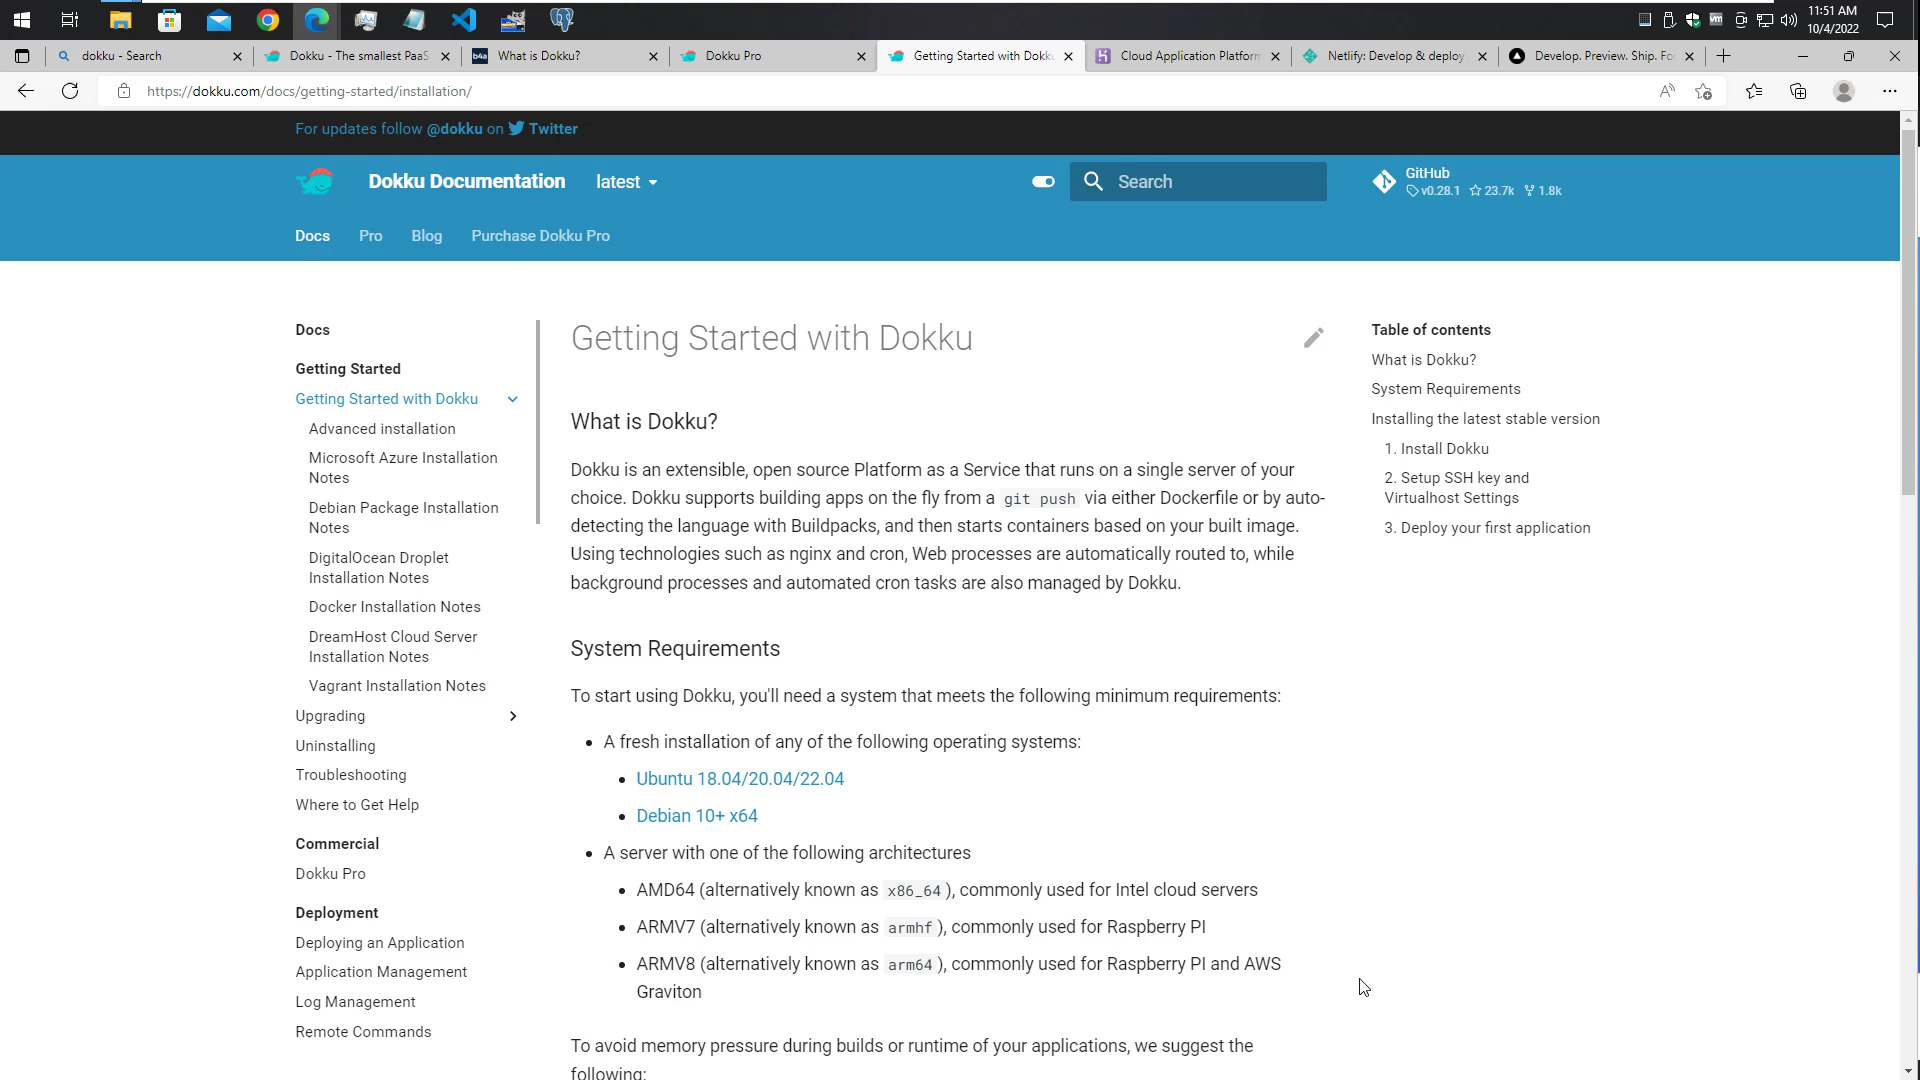 11:51 AM
10/4/2022
dokku - Search
Dokku - The smallest PaaS
b4a
What is Dokku?
Dokku Pro
Getting Started with Dokku
Cloud Application Platform
Netlify: Develop & deploy
Develop. Preview. Ship. For
https://dokku.com/docs/getting-started/installation/
For updates follow @dokku on Twitter
Dokku Documentation
latest
Search
GitHub
v0.28.1 23.7k 1.8k
Docs
Pro
Blog
Purchase Dokku Pro
Docs
Getting Started
Getting Started with Dokku
Advanced installation
Microsoft Azure Installation
Notes
Debian Package Installation
Notes
DigitalOcean Droplet
Installation Notes
Docker Installation Notes
DreamHost Cloud Server
Installation Notes
Vagrant Installation Notes
Upgrading
Uninstalling
Troubleshooting
Where to Get Help
Commercial
Dokku Pro
Deployment
Deploying an Application
Application Management
Log Management
Remote Commands
Getting Started with Dokku
What is Dokku?
Dokku is an extensible, open source Platform as a Service that runs on a single server of your
choice. Dokku supports building apps on the fly from a git push via either Dockerfile or by auto-
detecting the language with Buildpacks, and then starts containers based on your built image.
Using technologies such as nginx and cron, Web processes are automatically routed to, while
background processes and automated cron tasks are also managed by Dokku.
System Requirements
To start using Dokku, you'll need a system that meets the following minimum requirements:
A fresh installation of any of the following operating systems:
Ubuntu 18.04/20.04/22.04
Debian 10+ x64
A server with one of the following architectures
AMD64 (alternatively known as x86_64 ), commonly used for Intel cloud servers
ARMV7 (alternatively known as armhf ), commonly used for Raspberry PI
ARMV8 (alternatively known as arm64 ), commonly used for Raspberry PI and AWS
Graviton
To avoid memory pressure during builds or runtime of your applications, we suggest the
following:
Table of contents
What is Dokku?
System Requirements
Installing the latest stable version
1. Install Dokku
2. Setup SSH key and
Virtualhost Settings
3. Deploy your first application